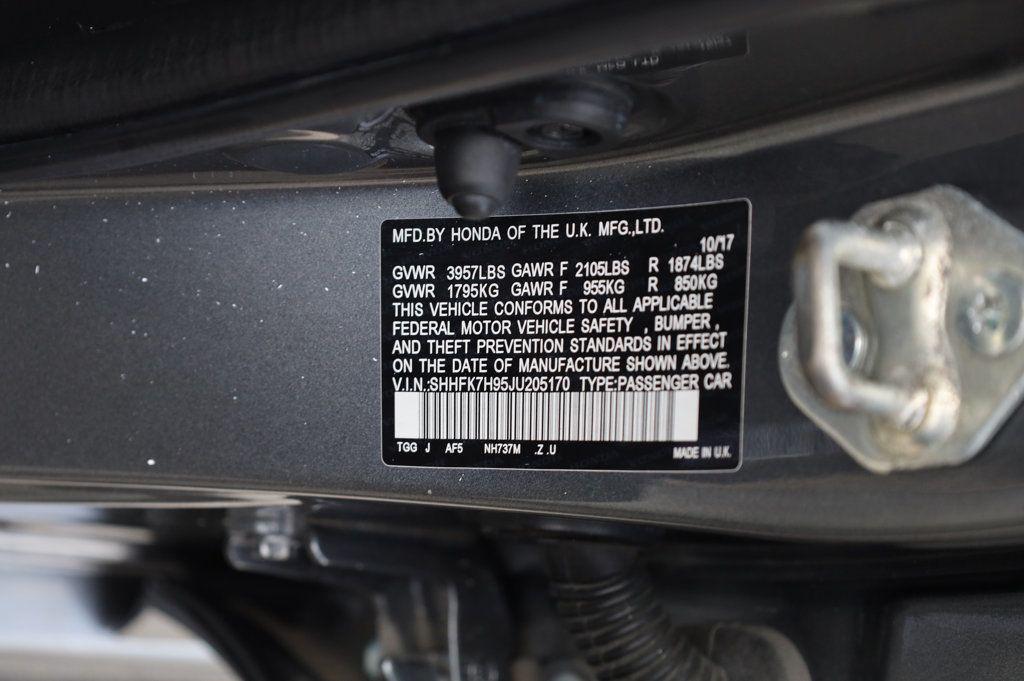 MFD.BY HONDA OF THE U.K. MFG.,LTD.
10/17
GVWR 3957LBS GAWR F 2105LBS R 1874LBS
GVWR 1795KG GAWR F 955KG R 850KG
THIS VEHICLE CONFORMS TO ALL APPLICABLE
FEDERAL MOTOR VEHICLE SAFETY , BUMPER ,
AND THEFT PREVENTION STANDARDS IN EFFECT
ON THE DATE OF MANUFACTURE SHOWN ABOVE.
V.I.N.:SHHFK7H95JU205170 TYPE:PASSENGER CAR
TGG J AF5 NH737M .Z .U
MADE IN U.K.